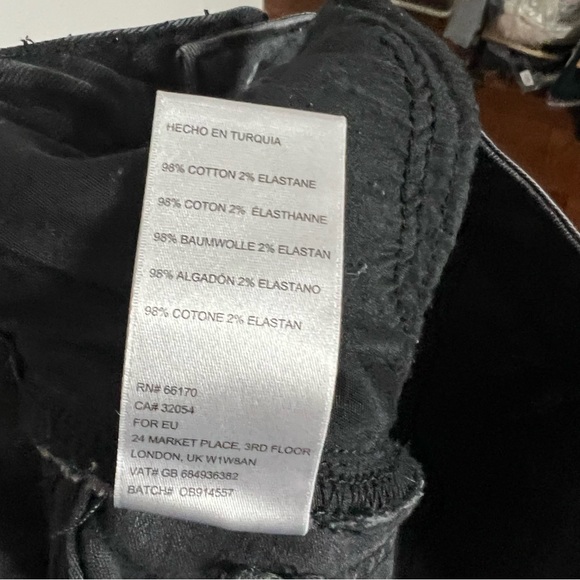 HECHO EN TURQUIA
98% COTTON 2% ELASTANE
98% COTON 2% ÉLASTHANNE
98% BAUMWOLLE 2% ELASTAN
98% ALGADÓN 2% ELASTANO
98% COTONE 2% ELASTAN
RN# 66170
CA# 32054
FOR EU
24 MARKET PLACE, 3RD FLOOR
LONDON, UK W1W8AN
VAT# GB 684936382
BATCH# OB914557